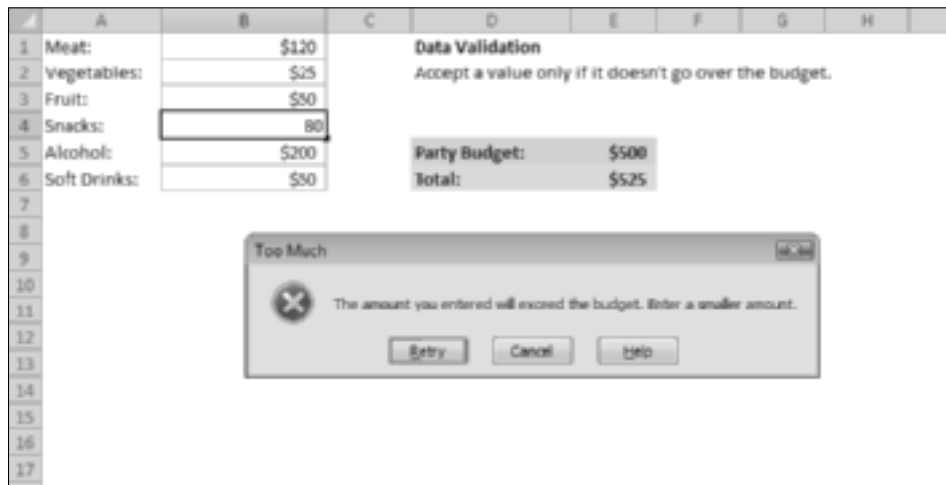 A B C D E F G H
1 Meat: $120 Data Validation
2 Vegetables: $25 Accept a value only if it doesn't go over the budget.
3 Fruit: $50
4 Snacks: 80
5 Alcohol: $200 Party Budget: $500
6 Soft Drinks: $50 Total: $525
7
8
9 Too Much
10
11 The amount you entered will exceed the budget. Enter a smaller amount.
12
13 Retry Cancel Help
14
15
16
17